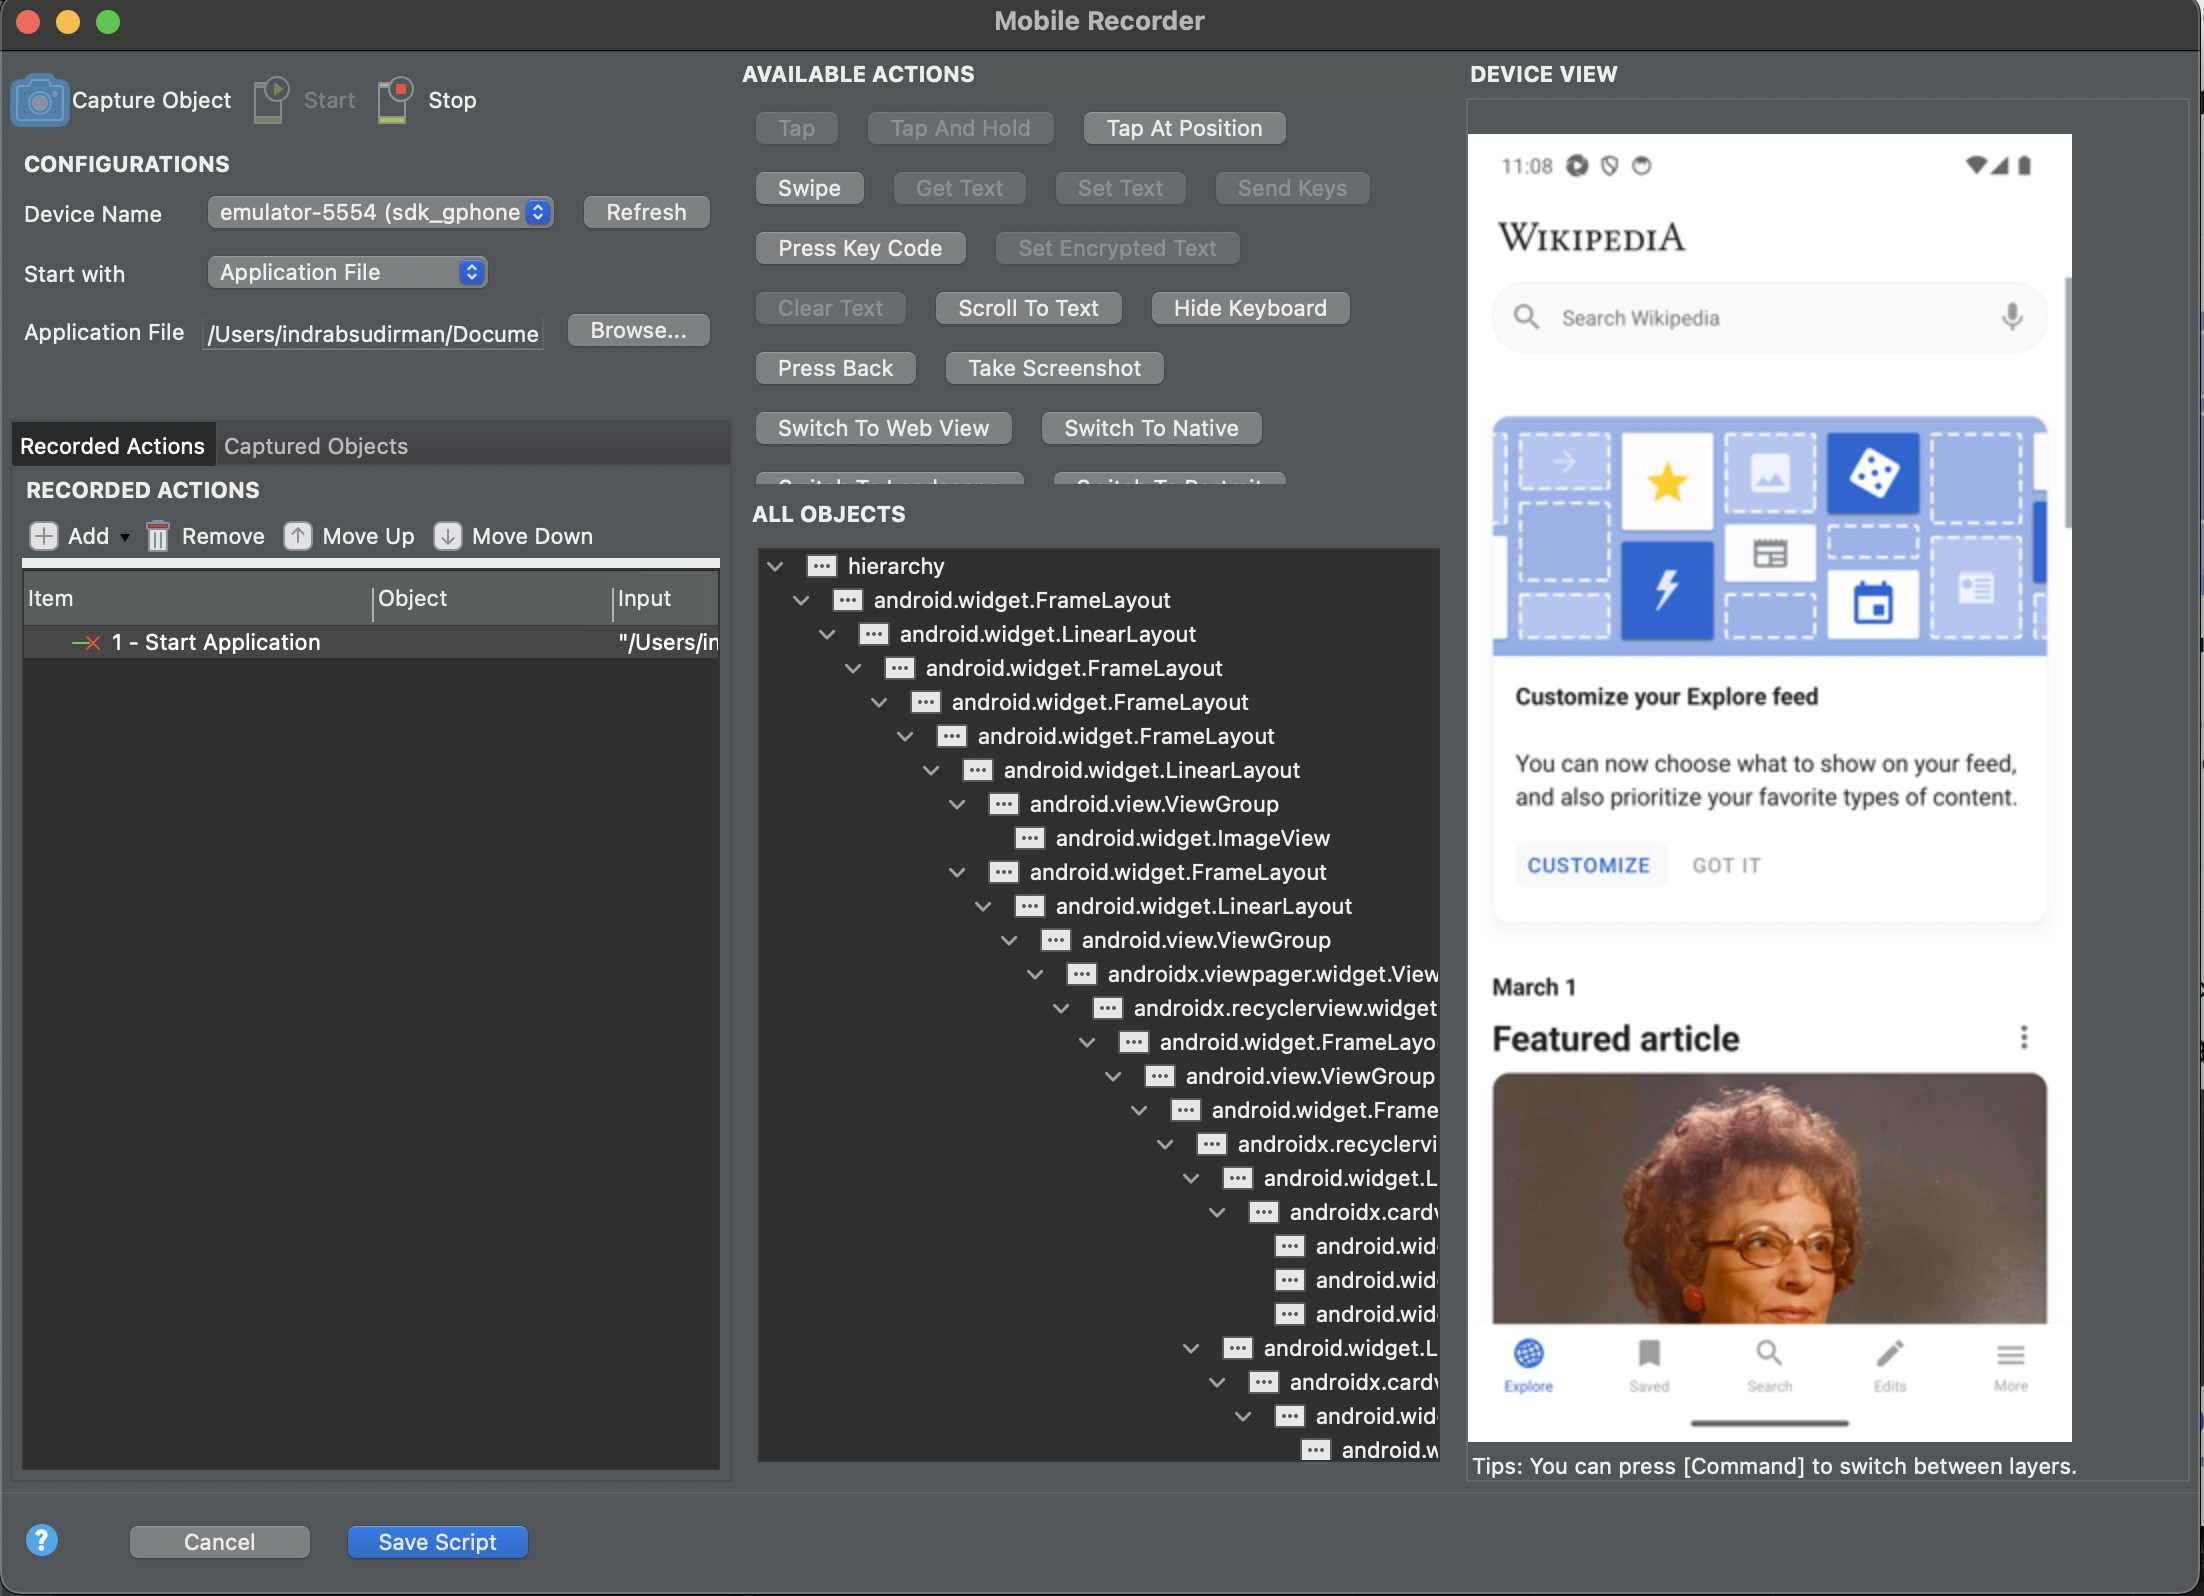 Mobile Recorder
Capture Object
Start
Stop
CONFIGURATIONS
Device Name
emulator-5554 (sdk_gphone
Refresh
Start with
Application File
Application File
/Users/indrabsudirman/Docume
Browse...
Recorded Actions
Captured Objects
RECORDED ACTIONS
Add
Remove
Move Up
Move Down
Item
Object
Input
1 - Start Application
"/Users/in
AVAILABLE ACTIONS
Tap
Tap And Hold
Tap At Position
Swipe
Get Text
Set Text
Send Keys
Press Key Code
Set Encrypted Text
Clear Text
Scroll To Text
Hide Keyboard
Press Back
Take Screenshot
Switch To Web View
Switch To Native
Switch To Landscape
Switch To Portrait
ALL OBJECTS
hierarchy
android.widget.FrameLayout
android.widget.LinearLayout
android.widget.FrameLayout
android.widget.FrameLayout
android.widget.FrameLayout
android.widget.LinearLayout
android.view.ViewGroup
android.widget.ImageView
android.widget.FrameLayout
android.widget.LinearLayout
android.view.ViewGroup
androidx.viewpager.widget.View
androidx.recyclerview.widget
android.widget.FrameLayo
android.view.ViewGroup
android.widget.Frame
androidx.recyclervi
android.widget.L
androidx.cardv
android.wid
android.wid
android.wid
android.widget.L
androidx.cardv
android.wid
android.w
DEVICE VIEW
11:08
WIKIPEDIA
Search Wikipedia
Customize your Explore feed
You can now choose what to show on your feed,
and also prioritize your favorite types of content.
CUSTOMIZE
GOT IT
March 1
Featured article
Explore
Saved
Search
Edits
More
Tips: You can press [Command] to switch between layers.
?
Cancel
Save Script